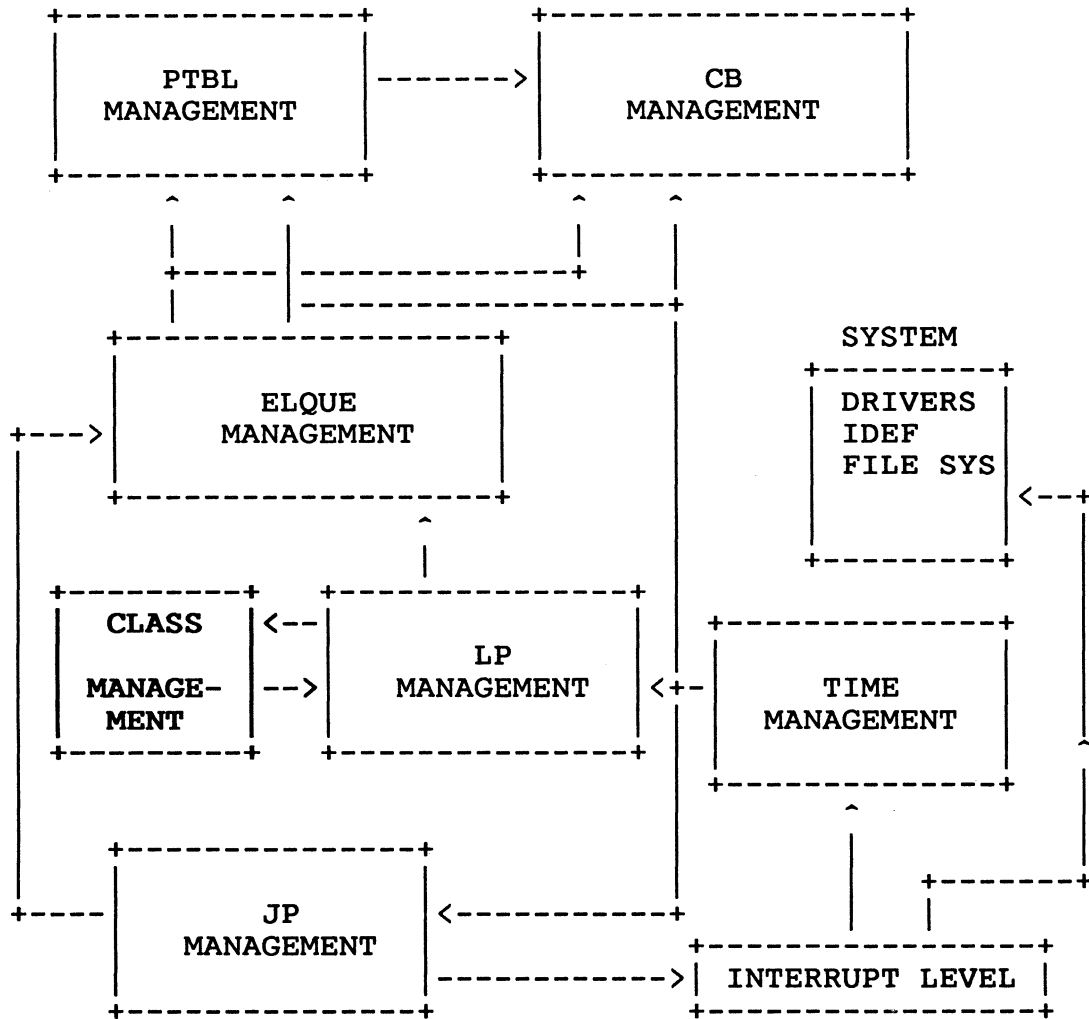 PTBL
MANAGEMENT
CB
MANAGEMENT
SYSTEM
DRIVERS
IDEF
FILE SYS
ELQUE
MANAGEMENT
CLASS
MANAGE-
MENT
LP
MANAGEMENT
TIME
MANAGEMENT
JP
MANAGEMENT
INTERRUPT LEVEL